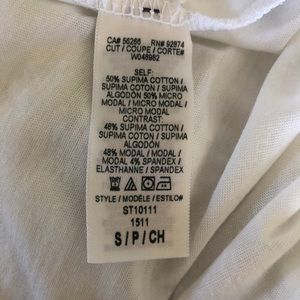 CA# 56266 RN# 92874
CUT / COUPE / CORTE#
W048982
SELF:
50% SUPIMA COTTON /
SUPIMA COTON / SUPIMA
ALGODÓN 50% MICRO
MODAL / MICRO MODAL /
MICRO MODAL
CONTRAST:
48% SUPIMA COTTON /
SUPIMA COTON / SUPIMA
ALGODÓN
48% MODAL / MODAL /
MODAL 4% SPANDEX /
ELASTHANNE / SPANDEX
STYLE / MODÈLE / ESTILO#
ST10111
1511
S / P / CH